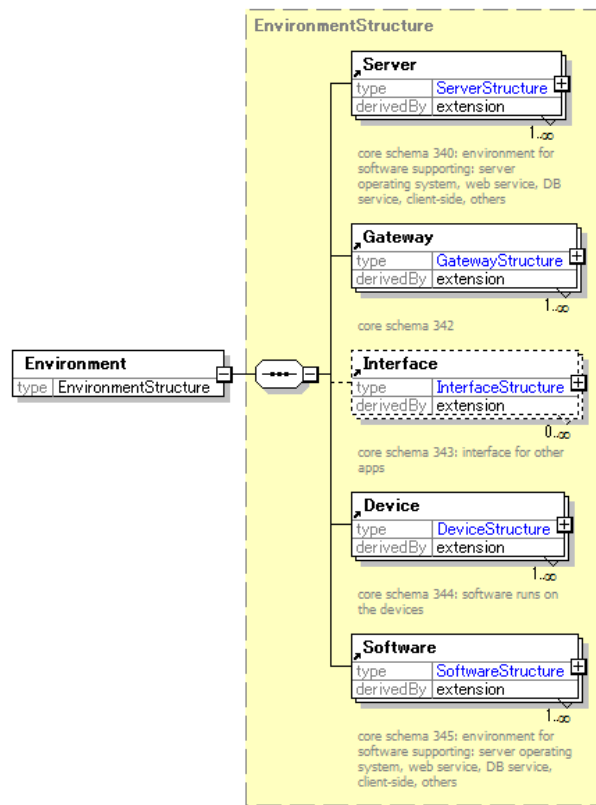 EnvironmentStructure
Server
type ServerStructure
derivedBy extension
1..∞
core schema 340: environment for
software supporting: server
operating system, web service, DB
service, client-side, others
Gateway
type GatewayStructure
derivedBy extension
1..∞
core schema 342
Environment
type EnvironmentStructure
Interface
type InterfaceStructure
derivedBy extension
0..∞
core schema 343: interface for other
apps
Device
type DeviceStructure
derivedBy extension
1..∞
core schema 344: software runs on
the devices
Software
type SoftwareStructure
derivedBy extension
1..∞
core schema 345: environment for
software supporting: server operating
system, web service, DB service,
client-side, others